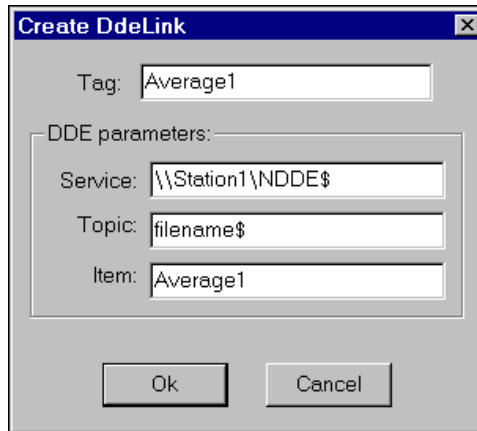 Create DdeLink
Tag: Average1
DDE parameters:
Service: \\Station1\NDDE$
Topic: filename$
Item: Average1
Ok Cancel